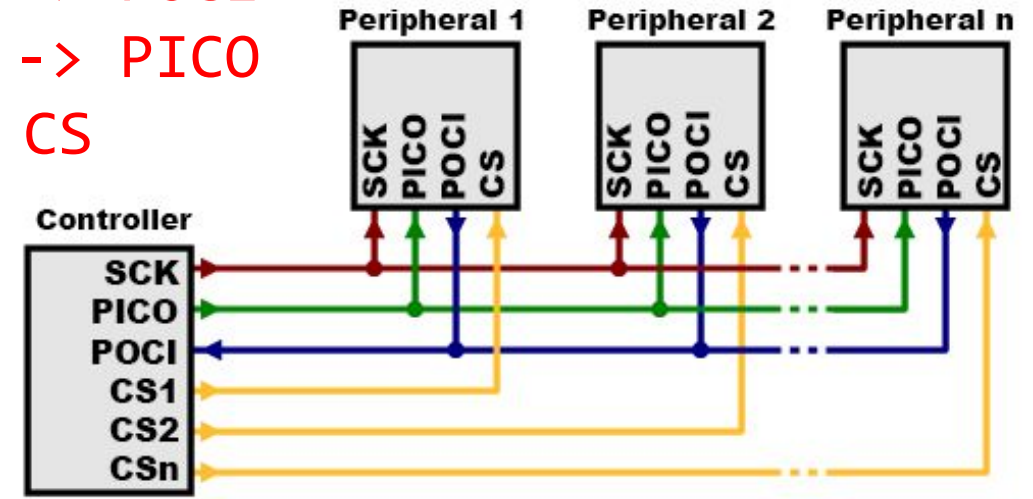 -> PICO
CS
Peripheral 1
SCK
PICO
POCI
CS
Peripheral 2
SCK
PICO
POCI
CS
Peripheral n
SCK
PICO
POCI
CS
Controller
SCK
PICO
POCI
CS1
CS2
CSn